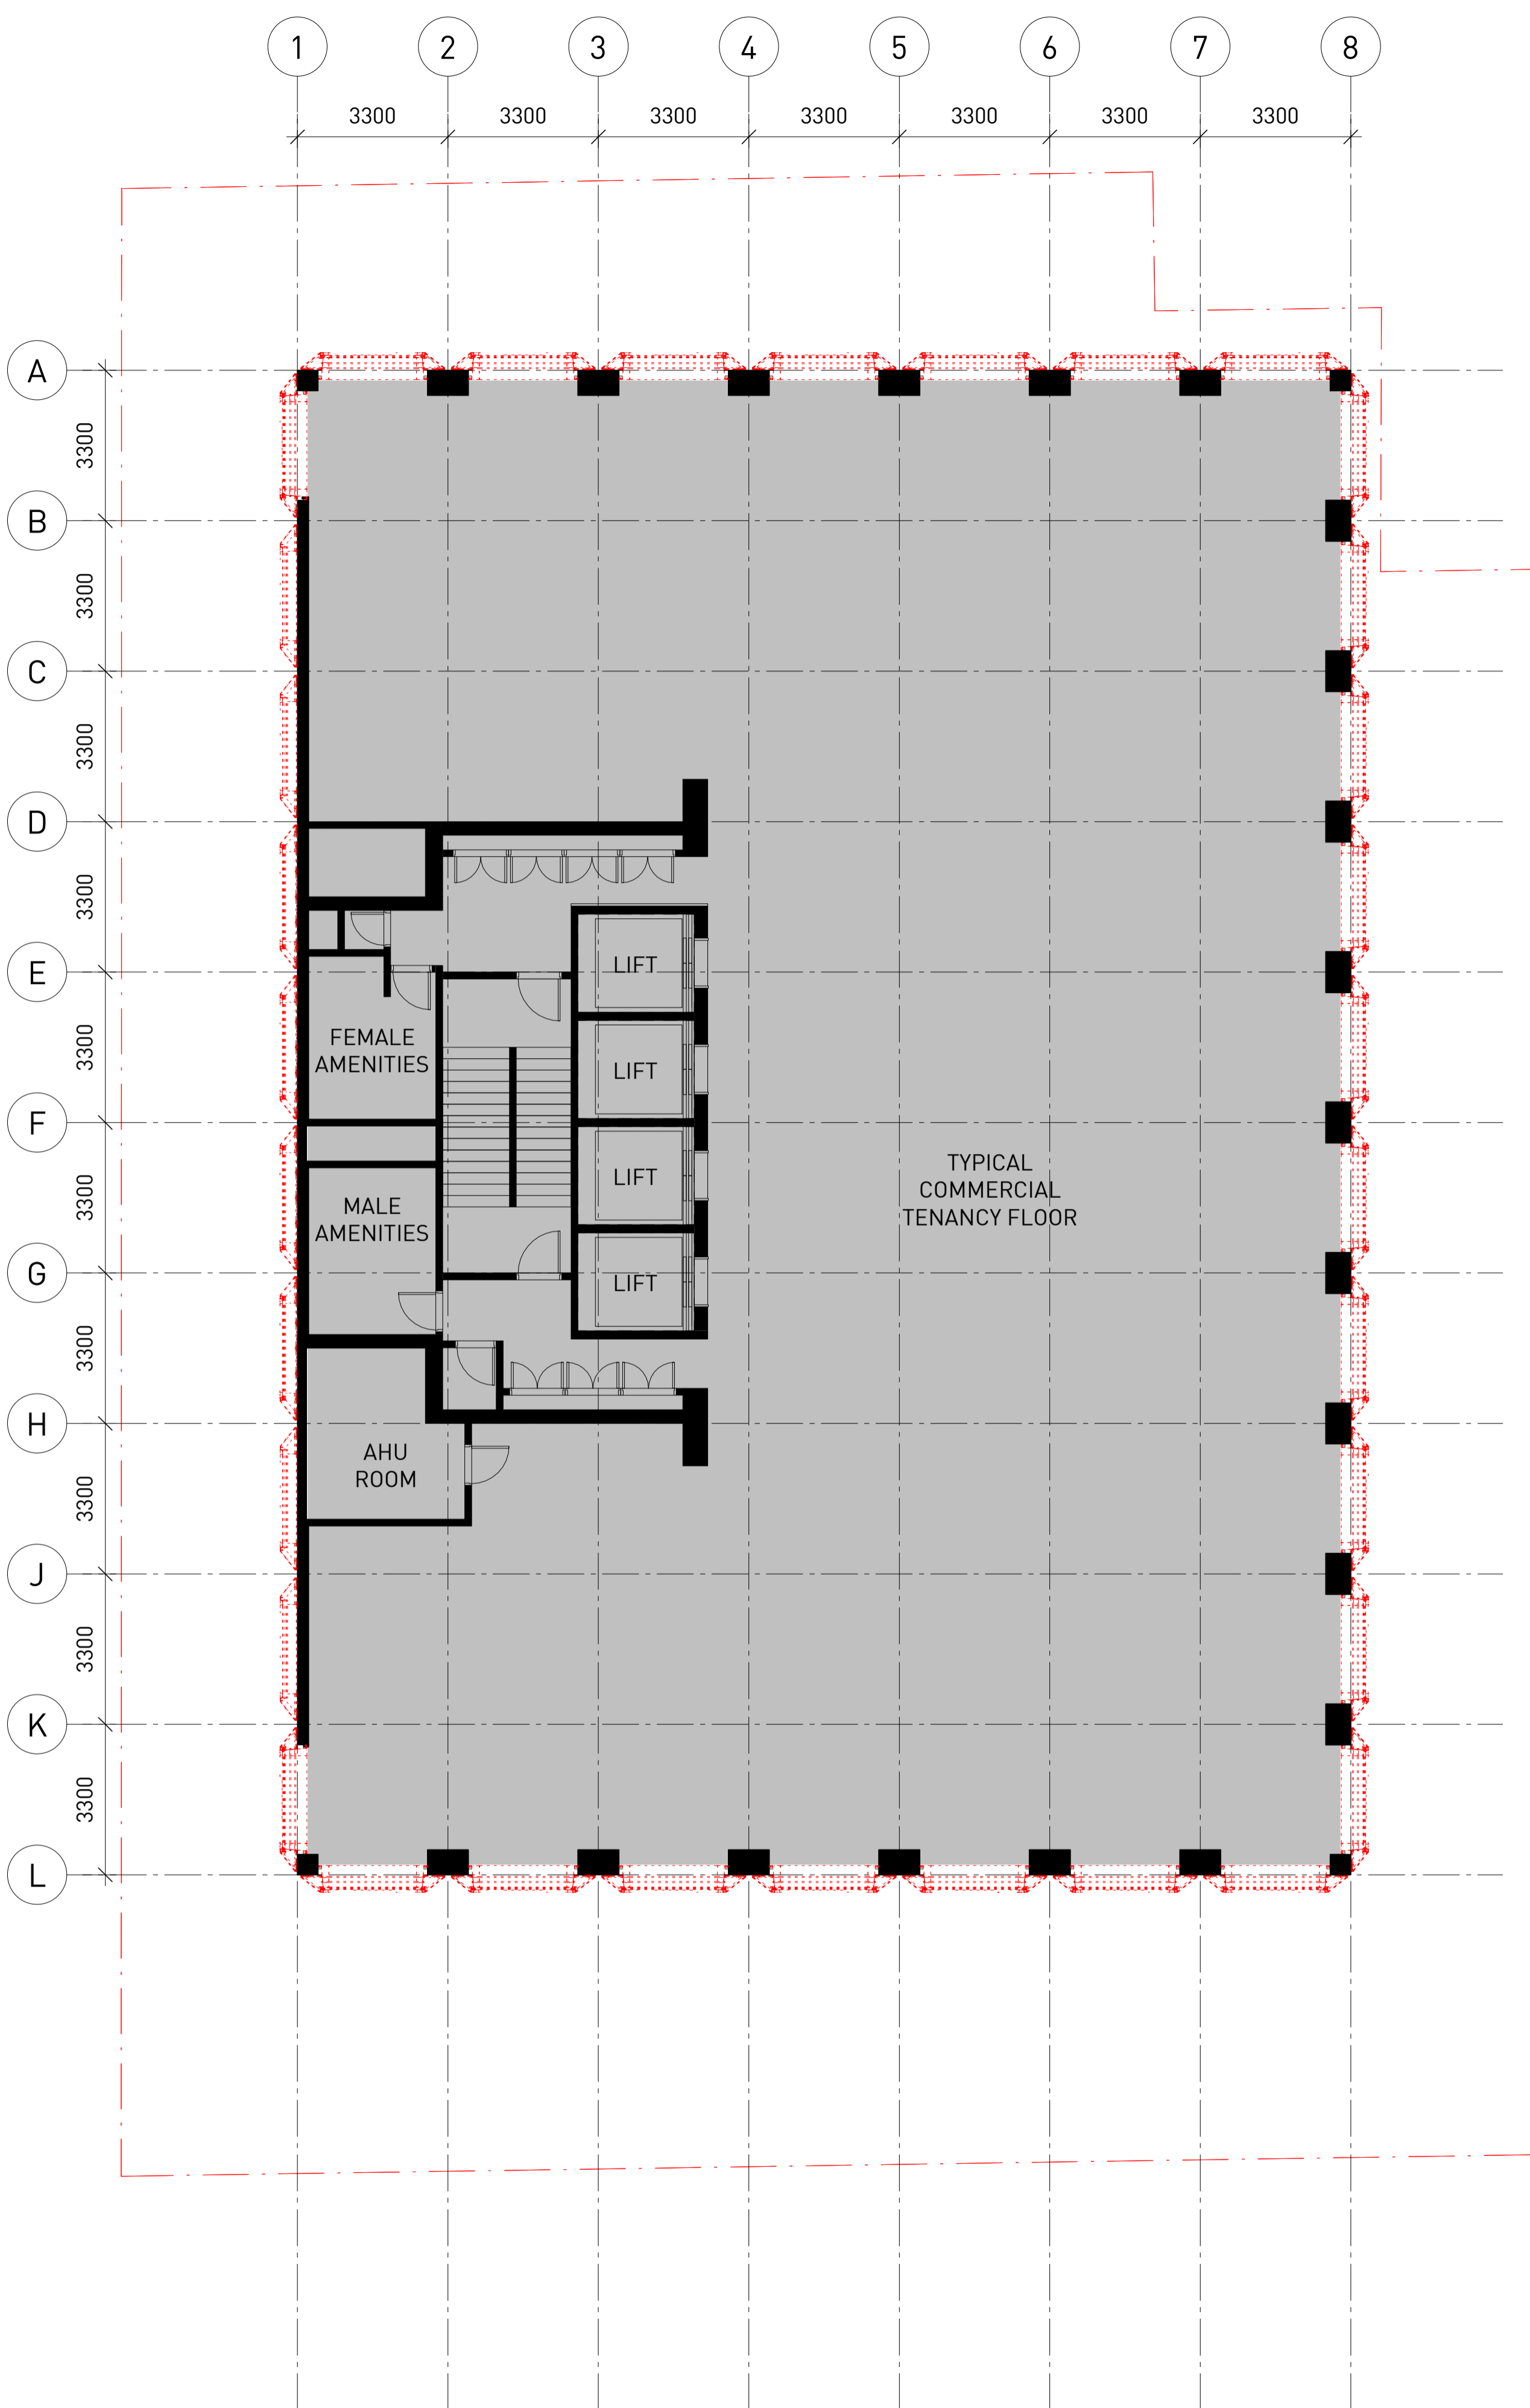 1 2 3 4 5 6 7 8
3300 3300 3300 3300 3300 3300 3300
A
3300
B
3300
C
3300
D
3300
E
3300
F
3300
G
3300
H
3300
J
3300
K
3300
L
LIFT
FEMALE
AMENITIES
LIFT
LIFT
MALE
AMENITIES
LIFT
TYPICAL
COMMERCIAL
TENANCY FLOOR
AHU
ROOM